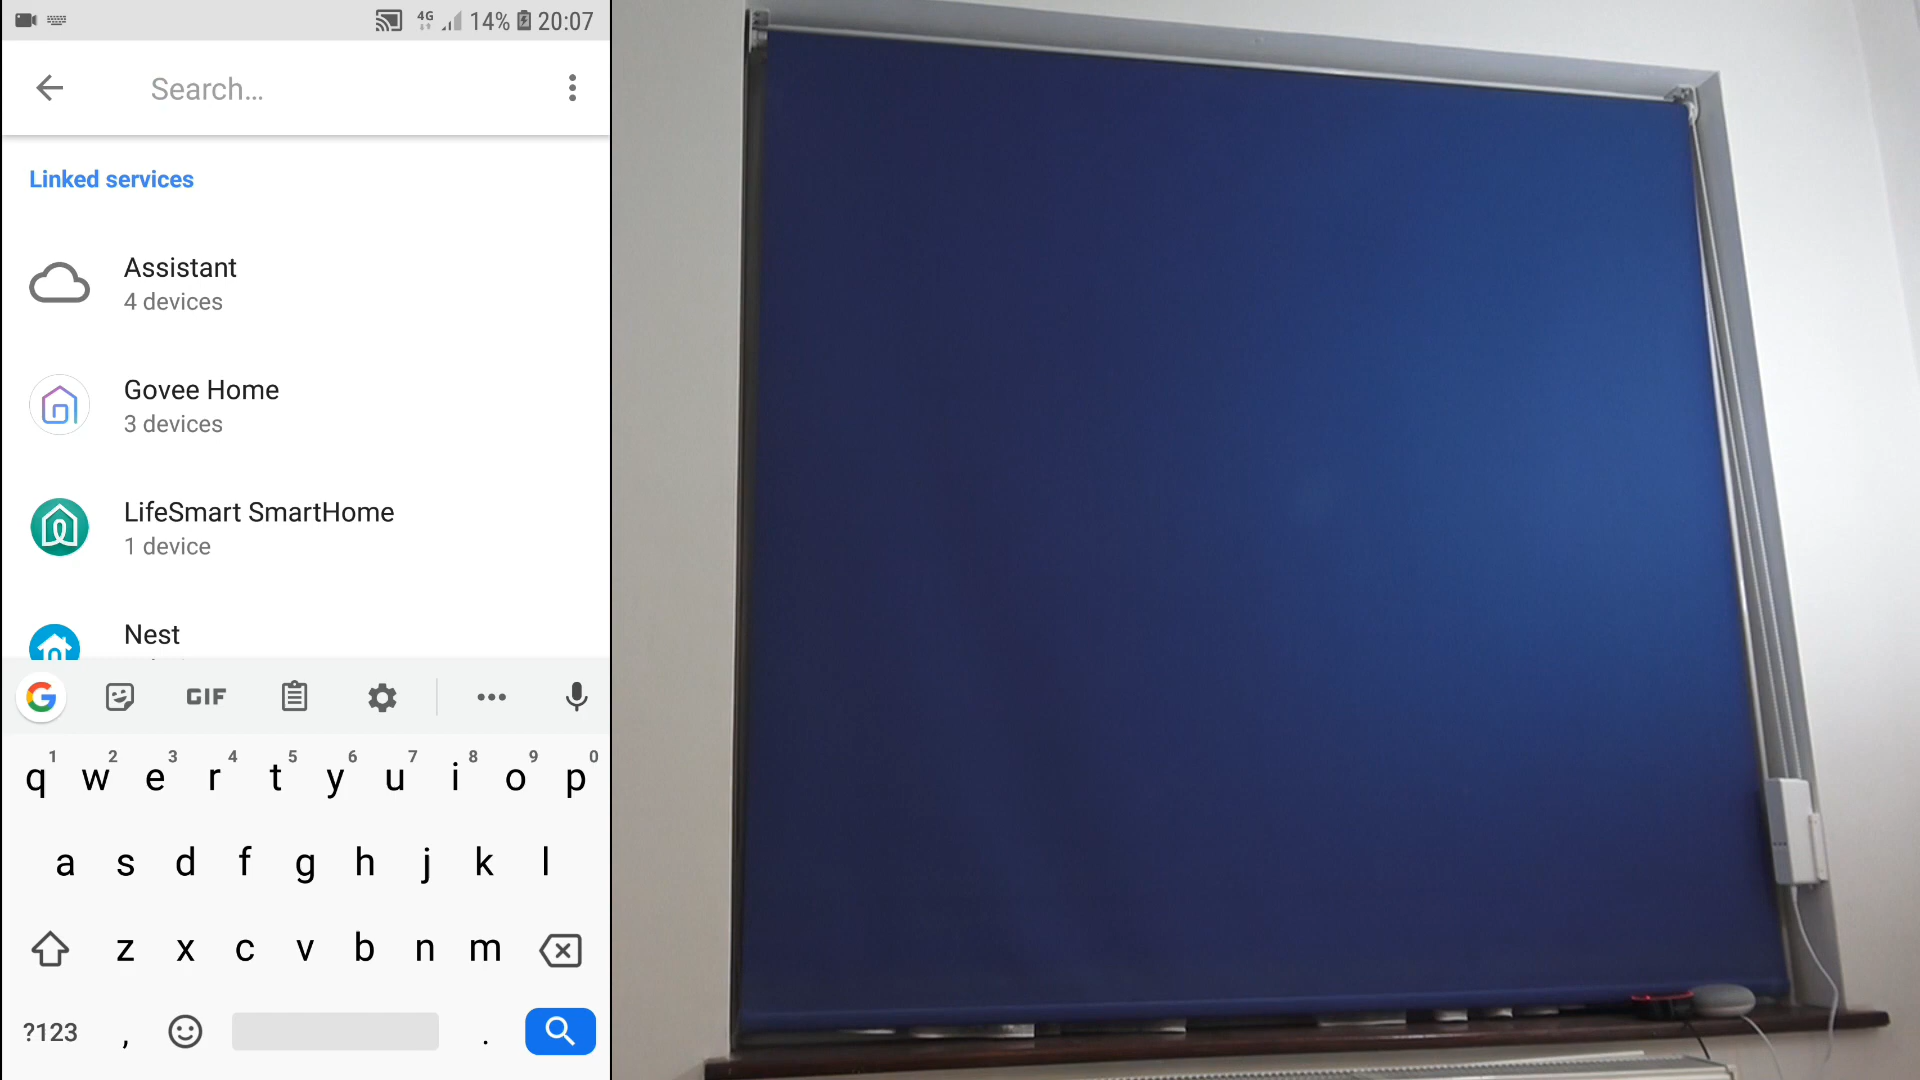 4G 14% 20:07
Search...
Linked services
Assistant
4 devices
Govee Home
3 devices
LifeSmart SmartHome
1 device
Nest
GIF
1 2 3 4 5 6 7 8 9 0
q w e r t y u i o p
a s d f g h j k l
z x c v b n m
?123 , .